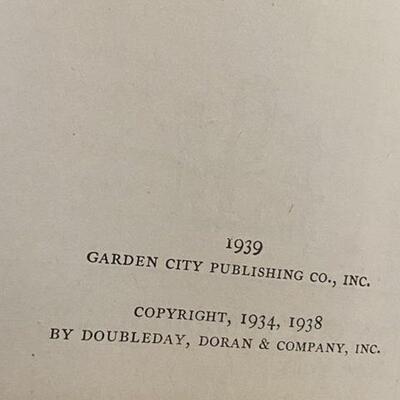 1939
GARDEN CITY PUBLISHING CO., INC.
COPYRIGHT, 1934, 1938
BY DOUBLEDAY, DORAN & COMPANY, INC.